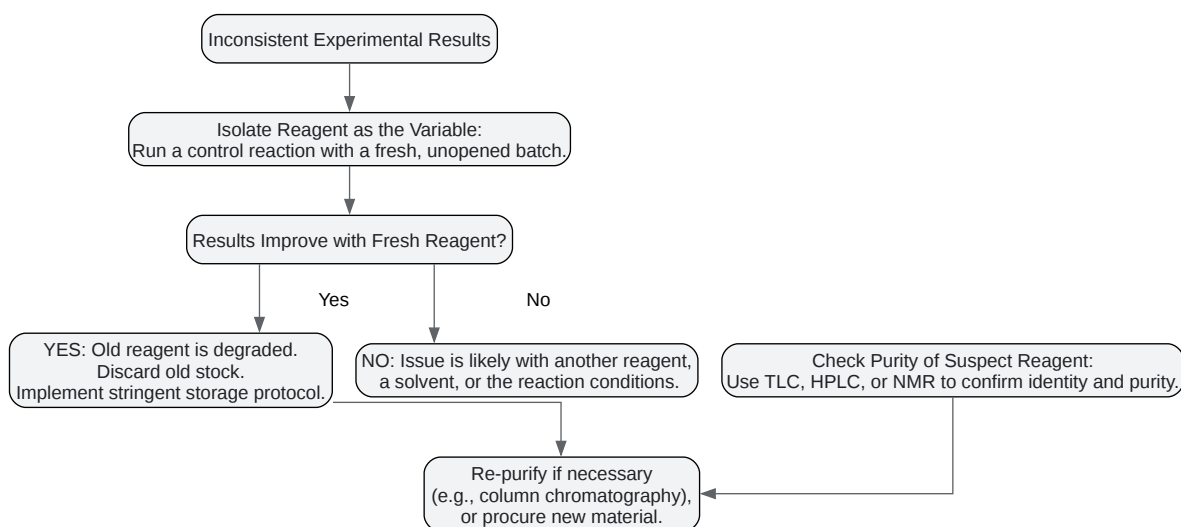 Inconsistent Experimental Results
Isolate Reagent as the Variable:
Run a control reaction with a fresh, unopened batch.
Results Improve with Fresh Reagent?
Yes
No
YES: Old reagent is degraded.
Discard old stock.
Implement stringent storage protocol.
NO: Issue is likely with another reagent,
a solvent, or the reaction conditions.
Check Purity of Suspect Reagent:
Use TLC, HPLC, or NMR to confirm identity and purity.
Re-purify if necessary
(e.g., column chromatography),
or procure new material.